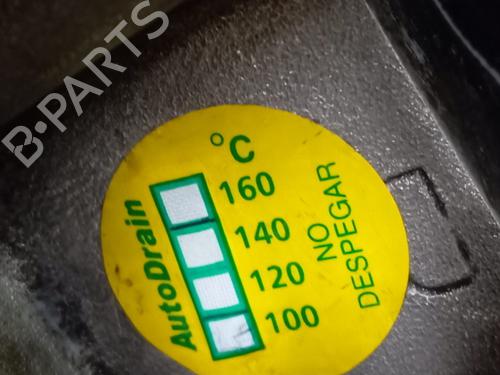 B-PARTS
°C
160
140
120
100
AutoDrain
NO
DESPEGAR